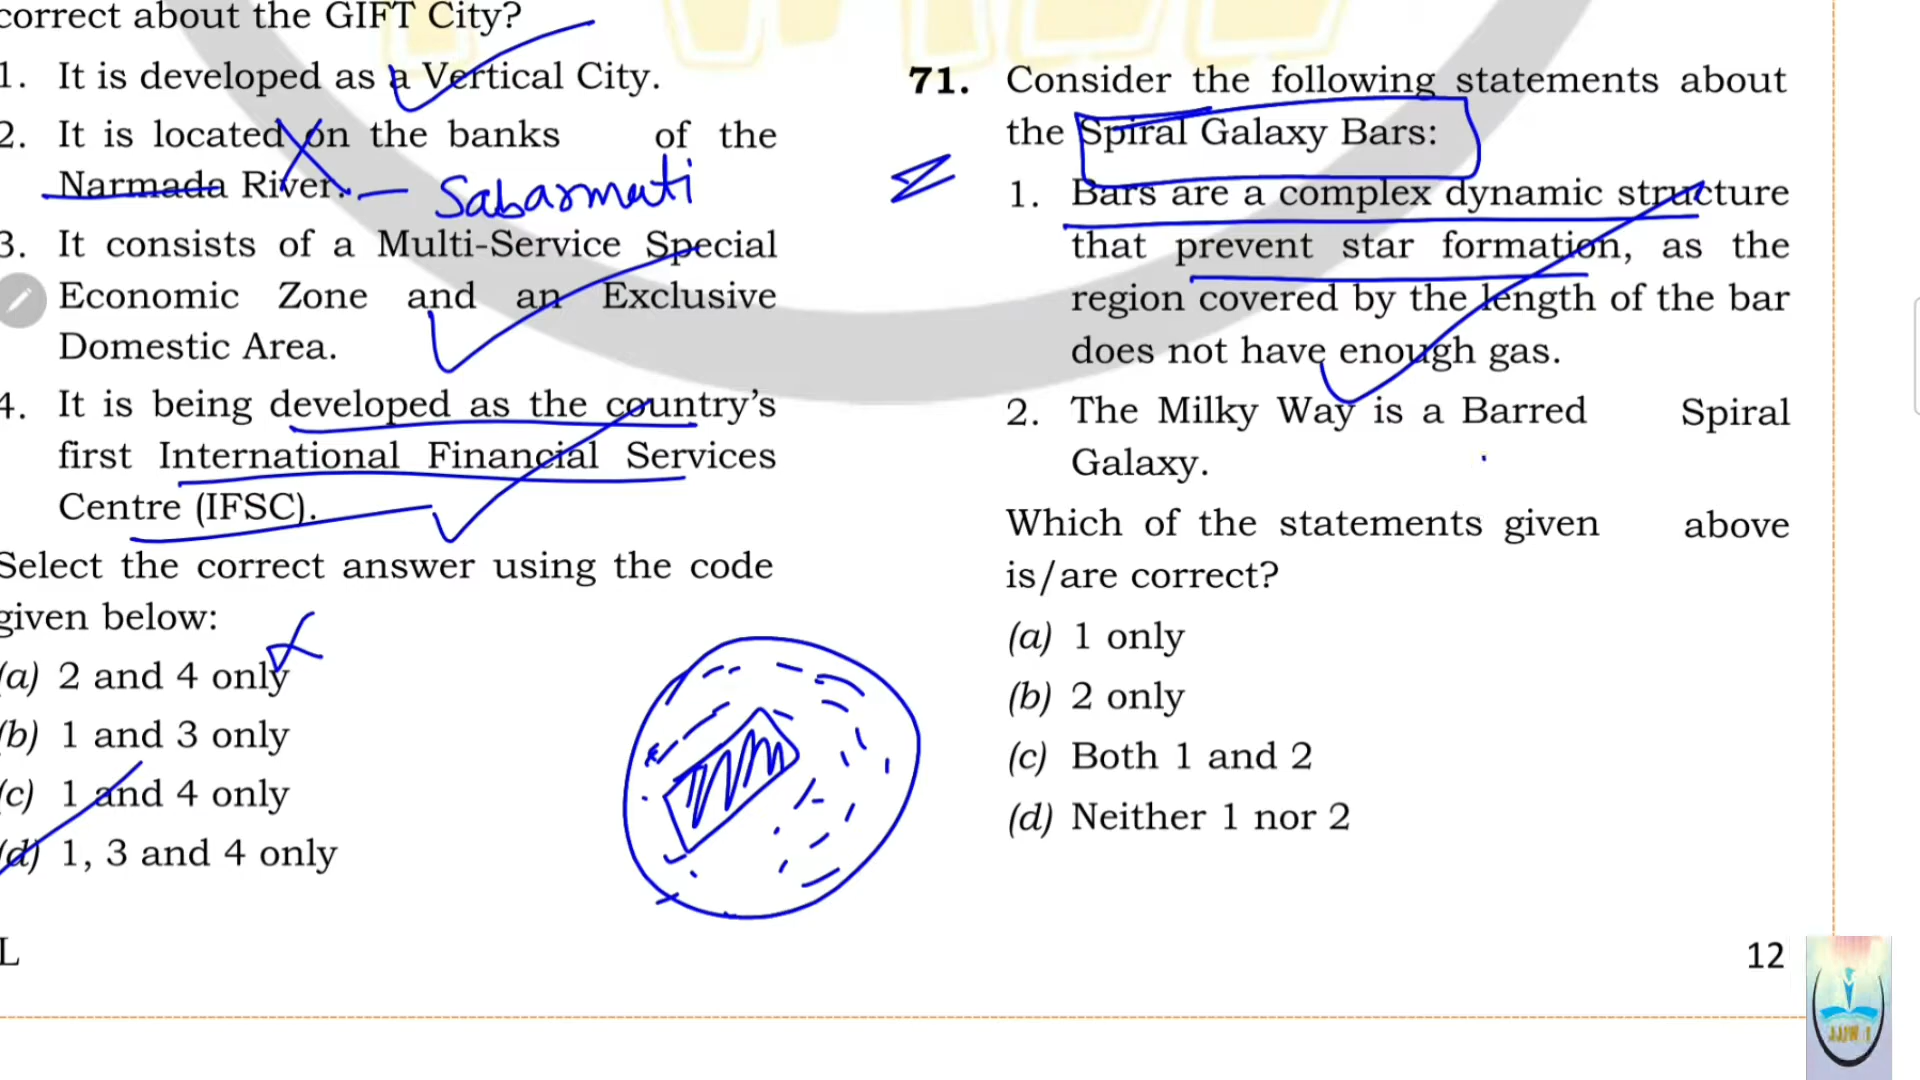 correct about the GIFT City?
1. It is developed as a Vertical City.
2. It is located on the banks of the
Narmada River. — Sabarmati
3. It consists of a Multi-Service Special
Economic Zone and an Exclusive
Domestic Area.
4. It is being developed as the country's
first International Financial Services
Centre (IFSC).
Select the correct answer using the code
given below:
(a) 2 and 4 only
(b) 1 and 3 only
(c) 1 and 4 only
(d) 1, 3 and 4 only
L
71. Consider the following statements about
the Spiral Galaxy Bars:
1. Bars are a complex dynamic structure
that prevent star formation, as the
region covered by the length of the bar
does not have enough gas.
2. The Milky Way is a Barred Spiral
Galaxy.
Which of the statements given above
is/are correct?
(a) 1 only
(b) 2 only
(c) Both 1 and 2
(d) Neither 1 nor 2
12